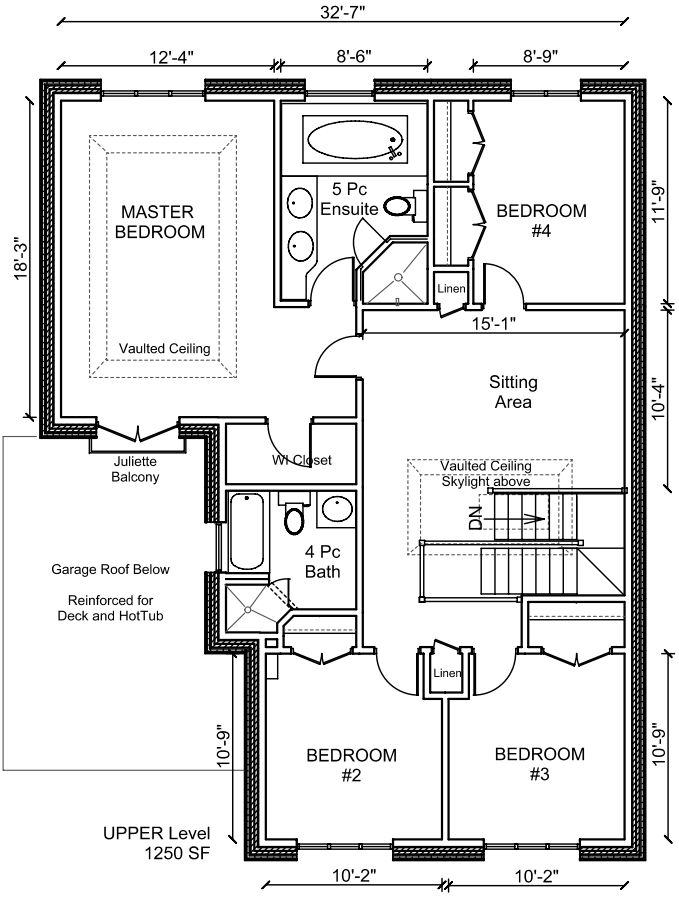 32'-7"
12'-4"
8'-6"
8'-9"
5 Pc
Ensuite
MASTER
BEDROOM
BEDROOM
#4
11'-9"
18'-3"
Linen
15'-1"
Vaulted Ceiling
Sitting
Area
10'-4"
WI Closet
Juliette
Balcony
Vaulted Ceiling
Skylight above
DN
4 Pc
Bath
Garage Roof Below
Reinforced for
Deck and HotTub
Linen
10'-9"
10'-9"
BEDROOM
#2
BEDROOM
#3
UPPER Level
1250 SF
10'-2"
10'-2"